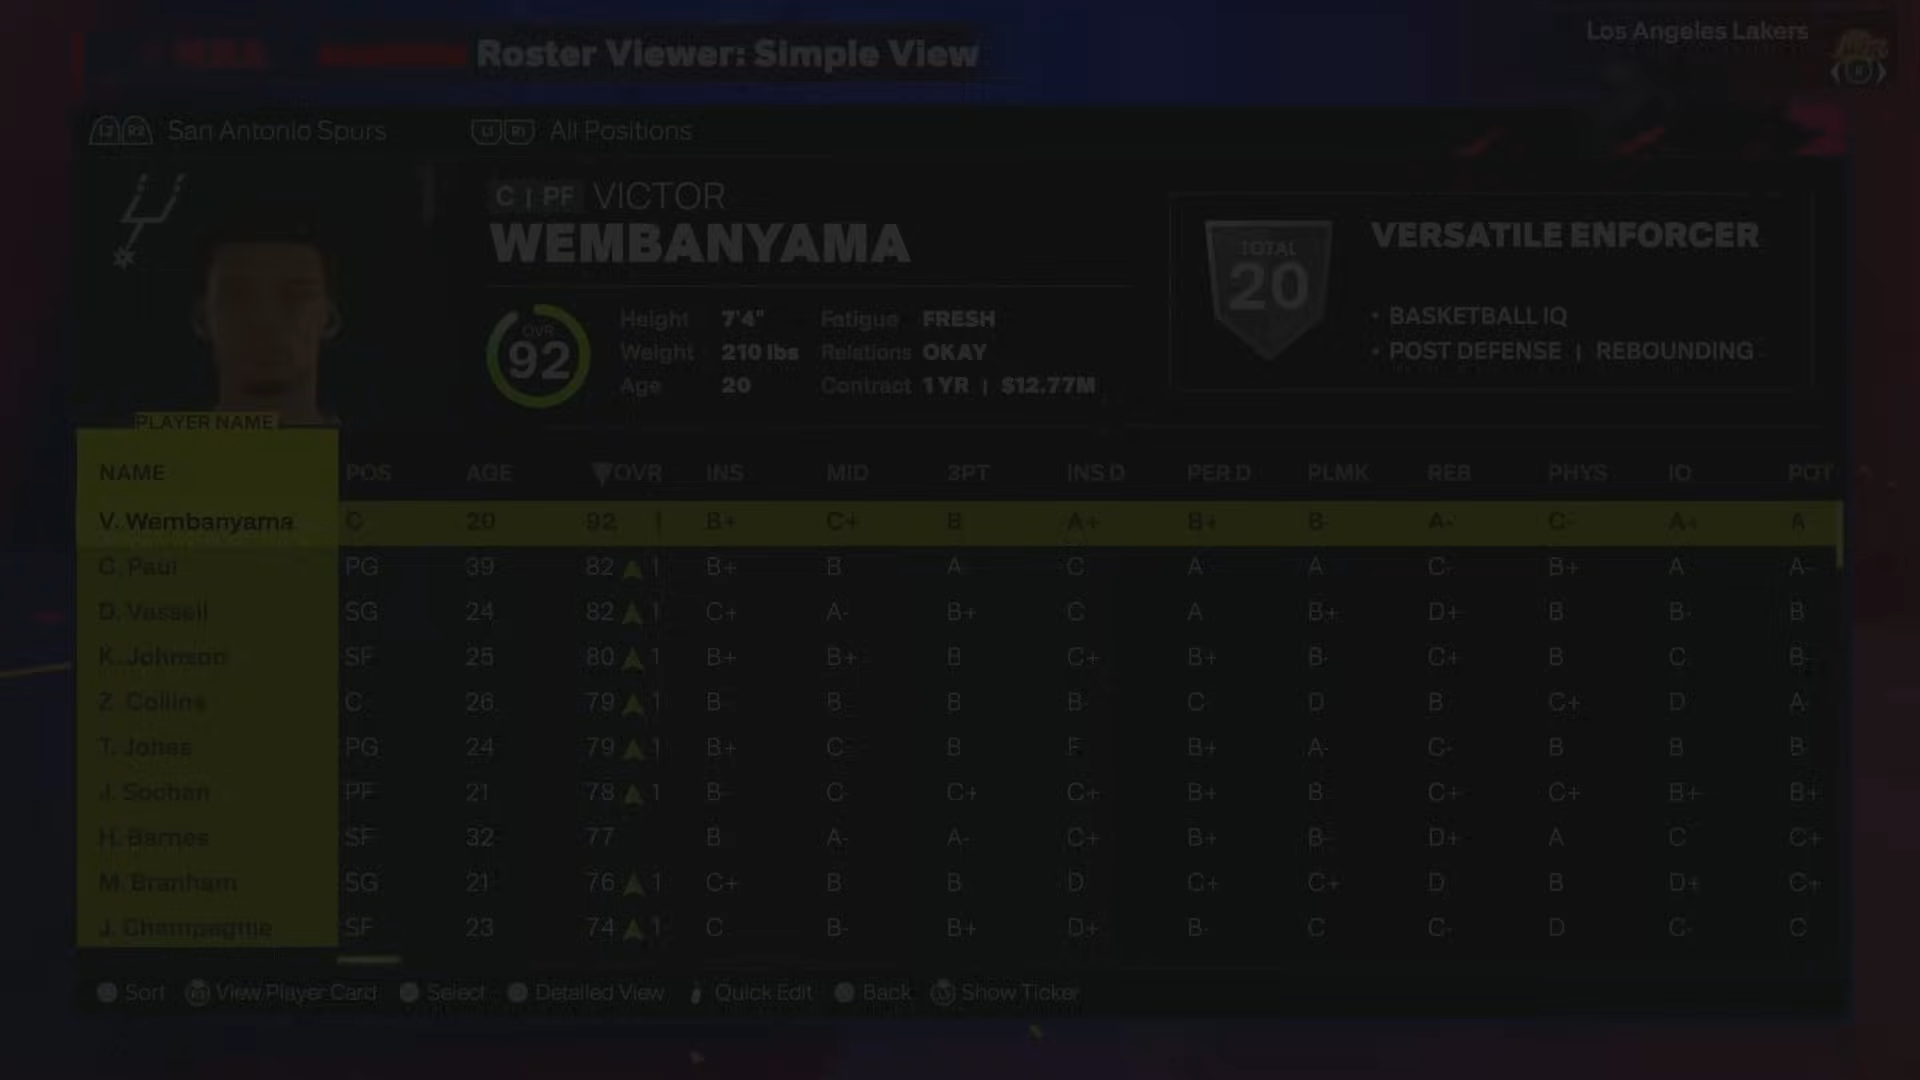 Roster Viewer: Simple View
Los Angeles Lakers
L2 R2 San Antonio Spurs L1 R1 All Positions
C | PF VICTOR
WEMBANYAMA
OVR
92
Height 7'4" Fatigue FRESH
Weight 210 lbs Relations OKAY
Age 20 Contract 1 YR | $12.77M
TOTAL
20
VERSATILE ENFORCER
• BASKETBALL IQ
• POST DEFENSE | REBOUNDING
PLAYER NAME
NAME POS AGE OVR INS MID 3PT INS D PER D PLMK REB PHYS IQ POT
V. Wembanyama C 20 92 B+ C+ B A+ B+ B- A- C- A+ A
C. Paul PG 39 82 1 B+ B A C A A C- B+ A A-
D. Vassell SG 24 82 1 C+ A- B+ C A B+ D+ B B- B
K. Johnson SF 25 80 1 B+ B+ B C+ B+ B- C+ B C B-
Z. Collins C 26 79 1 B- B B B- C D B C+ D A-
T. Jones PG 24 79 1 B+ C B F B+ A- C- B B B-
J. Sochan PF 21 78 1 B- C- C+ C+ B+ B C+ C+ B+ B+
H. Barnes SF 32 77 B A- A- C+ B+ B- D+ A C C+
M. Branham SG 21 76 1 C+ B B D C+ C+ D B D+ C+
J. Champagnie SF 23 74 1 C B- B+ D+ B- C C- D C- C
Sort View Player Card Select Detailed View Quick Edit Back Show Ticker